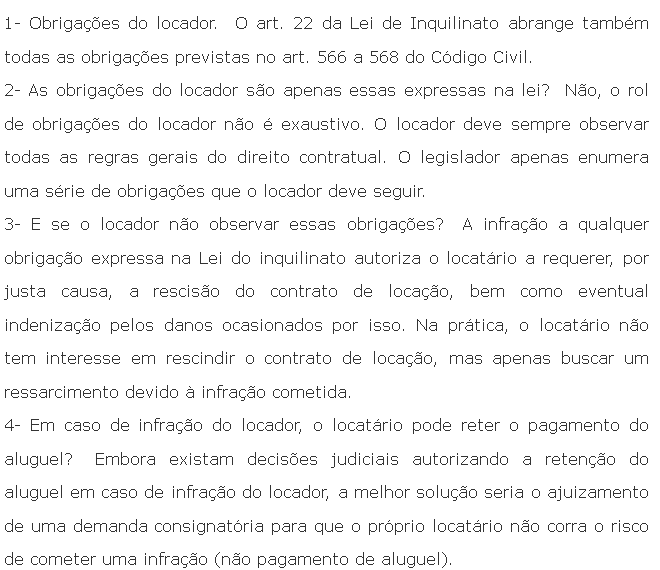 1- Obrigações do locador. O art. 22 da Lei de Inquilinato abrange também
todas as obrigações previstas no art. 566 a 568 do Código Civil.
2- As obrigações do locador são apenas essas expressas na lei? Não, o rol
de obrigações do locador não é exaustivo. O locador deve sempre observar
todas as regras gerais do direito contratual. O legislador apenas enumera
uma série de obrigações que o locador deve seguir.
3- E se o locador não observar essas obrigações? A infração a qualquer
obrigação expressa na Lei do inquilinato autoriza o locatário a requerer, por
justa causa, a rescisão do contrato de locação, bem como eventual
indenização pelos danos ocasionados por isso. Na prática, o locatário não
tem interesse em rescindir o contrato de locação, mas apenas buscar um
ressarcimento devido à infração cometida.
4- Em caso de infração do locador, o locatário pode reter o pagamento do
aluguel? Embora existam decisões judiciais autorizando a retenção do
aluguel em caso de infração do locador, a melhor solução seria o ajuizamento
de uma demanda consignatória para que o próprio locatário não corra o risco
de cometer uma infração (não pagamento de aluguel).